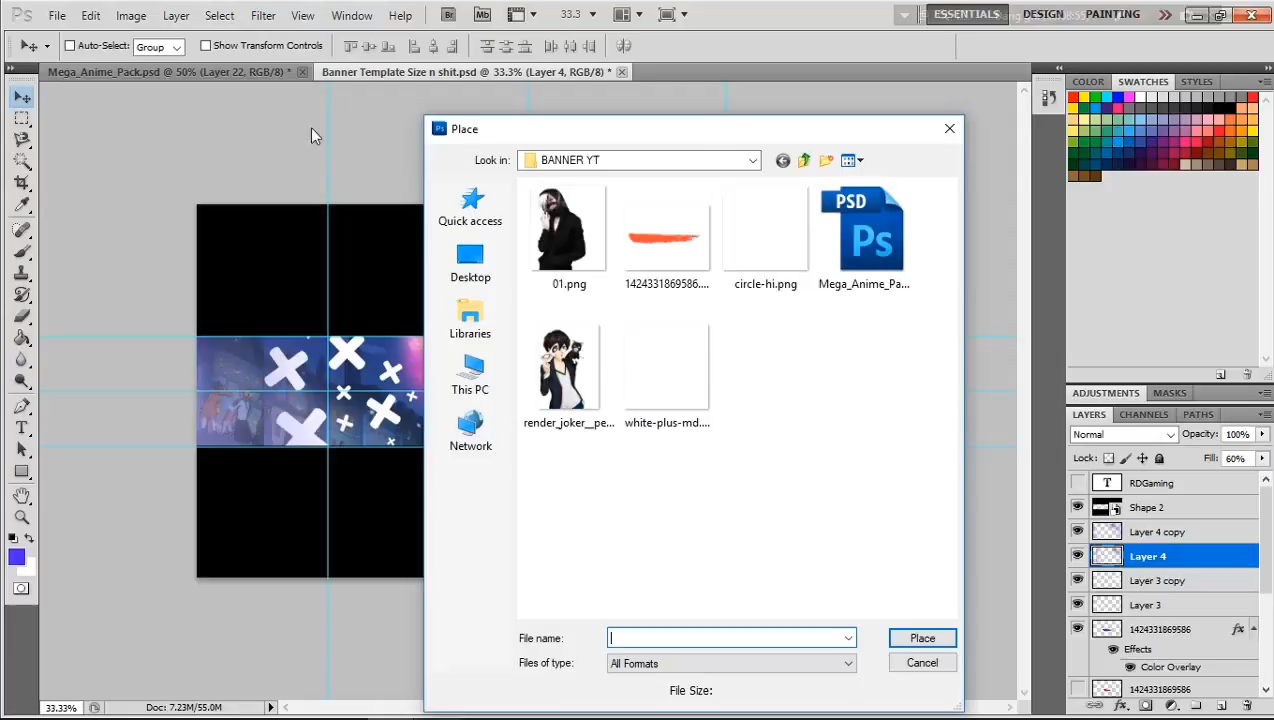 Ps File Edit Image Layer Select Filter View Window Help Br Mb 33.3 ESSENTIALS DESIGN PAINTING
Auto-Select: Group Show Transform Controls
Mega_Anime_Pack.psd @ 50% (Layer 22, RGB/8) * Banner Template Size n shit.psd @ 33.3% (Layer 4, RGB/8) *
COLOR SWATCHES STYLES
Ps Place
Look in: BANNER YT
Quick access
Desktop
Libraries
This PC
Network
PSD
Ps
01.png 1424331869586.... circle-hi.png Mega_Anime_Pa...
render_joker__pe... white-plus-md....
File name: Place
Files of type: All Formats Cancel
File Size:
ADJUSTMENTS MASKS
LAYERS CHANNELS PATHS
Normal Opacity: 100%
Lock: Fill: 60%
T RDGaming
Shape 2
Layer 4 copy
Layer 4
Layer 3 copy
Layer 3
1424331869586 fx
Effects
Color Overlay
1424331869586
33.33% Doc: 7.23M/55.0M